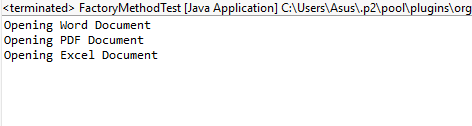 <terminated> FactoryMethodTest [Java Application] C:\Users\Asus\.p2\pool\plugins\org
Opening Word Document
Opening PDF Document
Opening Excel Document